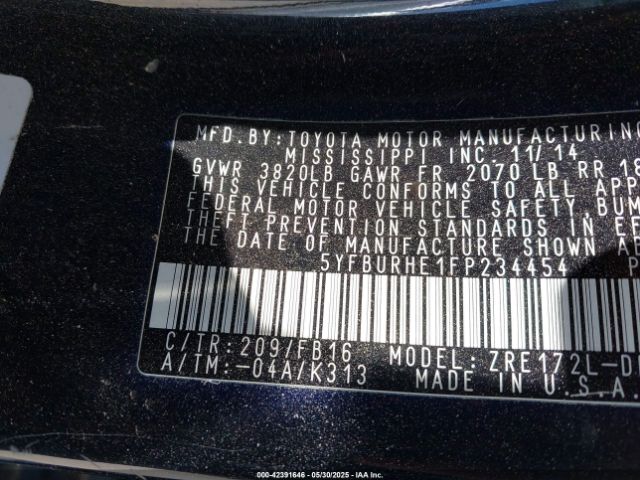 MFD. BY: TOYOTA MOTOR MANUFACTURING
MISSISSIPPI INC. 11/14
GVWR 3820LB GAWR FR 2070 LB RR 18
THIS VEHICLE CONFORMS TO ALL APP
FEDERAL MOTOR VEHICLE SAFETY, BUM
THEFT PREVENTION STANDARDS IN EF
THE DATE OF MANUFACTURE SHOWN A
5YFBURHE1FP234454 P
C/TR: 209/FB16 MODEL: ZRE172L-D
A/TM: -04A/K313 MADE IN U.S.A.
000-42391646 - 05/30/2025 - IAA Inc.